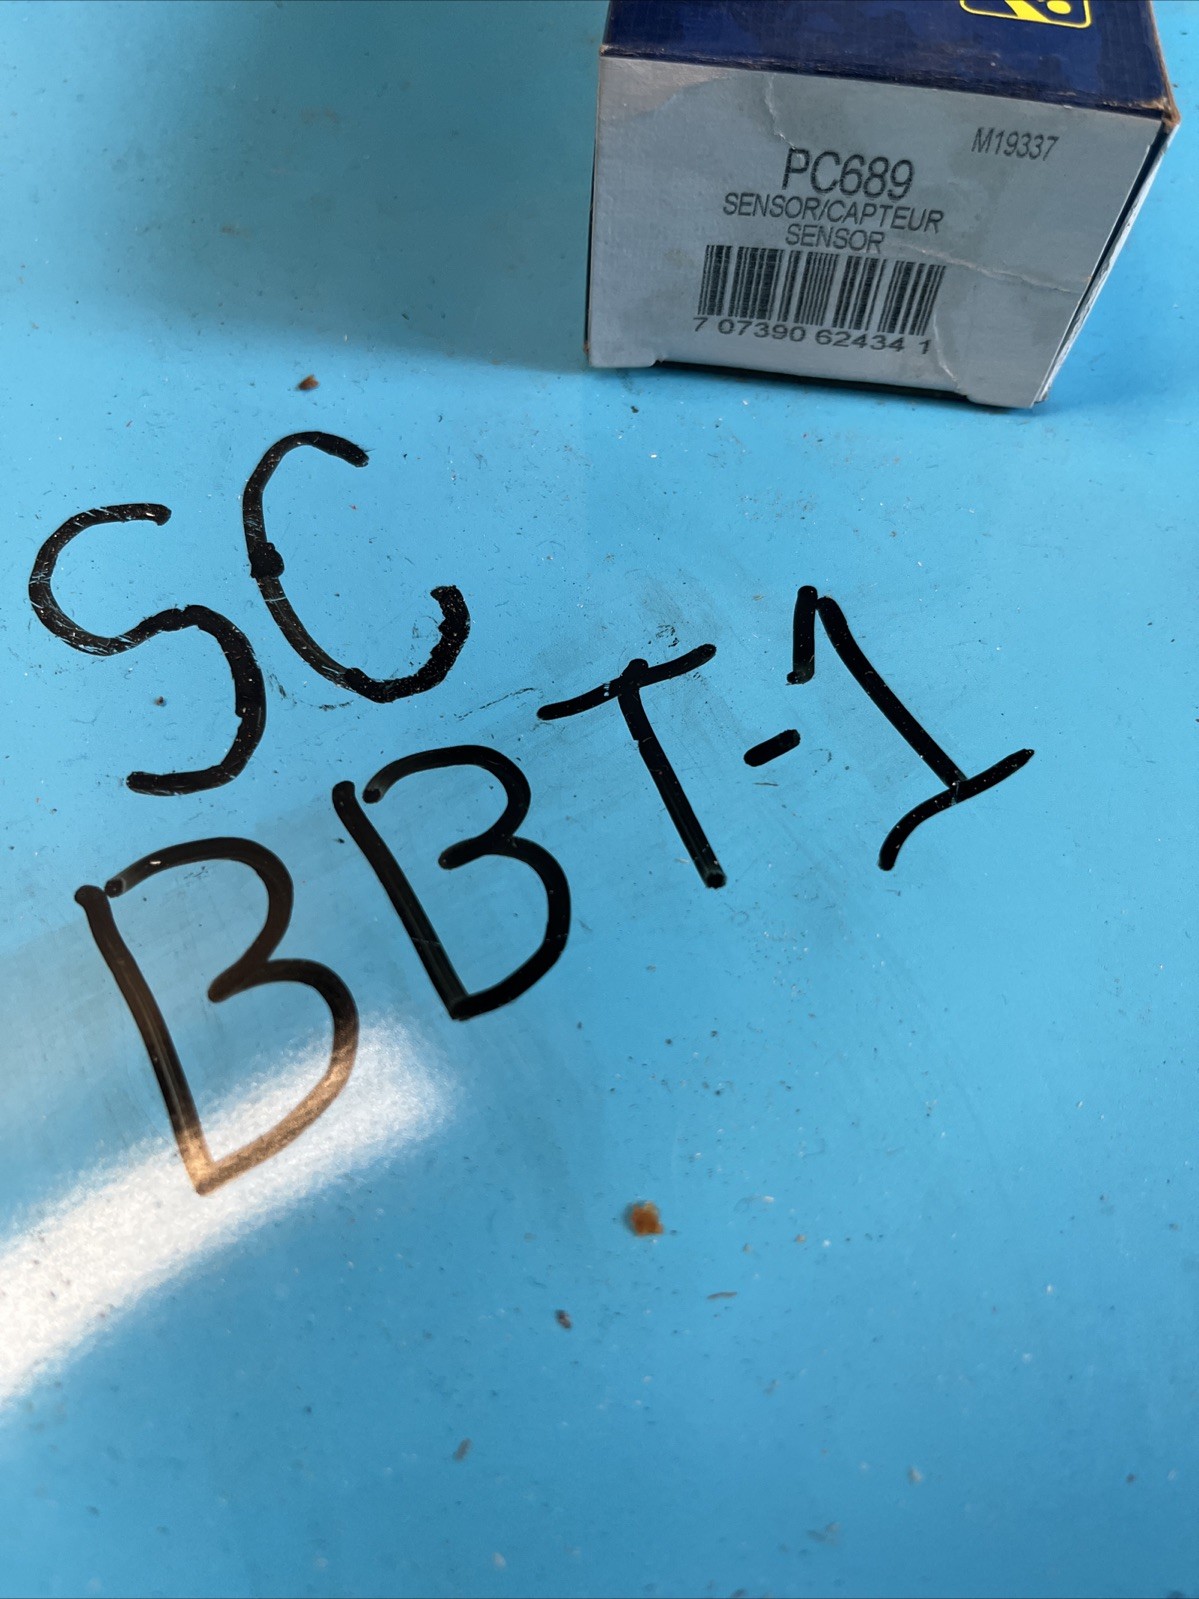 M19337
PC689
SENSOR/CAPTEUR
SENSOR
7 07390 62434 1
SC
BBT-1